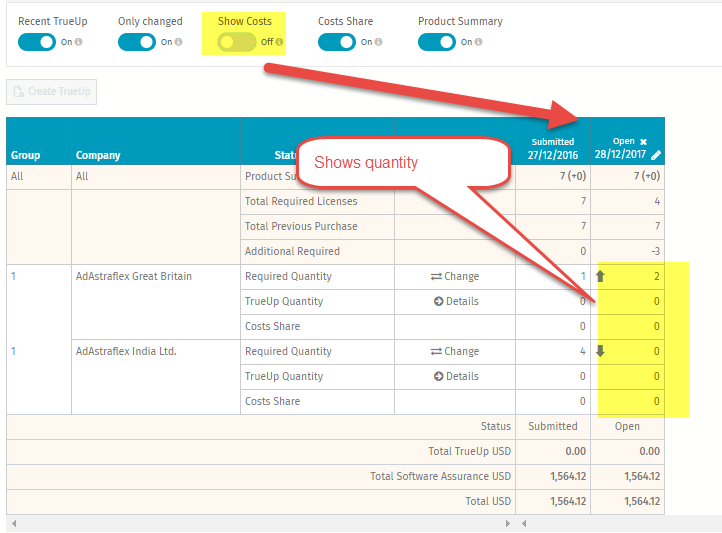 Recent TrueUp Only changed Show Costs Costs Share Product Summary
On On Off On On
Create TrueUp
Submitted Open
Group Company 27/12/2016 28/12/2017
Shows quantity
All All 7 (+0) 7 (+0)
Total Required Licenses 7 4
Total Previous Purchase 7 7
Additional Required 0 -3
1 AdAstraflex Great Britain Required Quantity Change 1 2
TrueUp Quantity Details 0 0
Costs Share 0 0
1 AdAstraflex India Ltd. Required Quantity Change 4 0
TrueUp Quantity Details 0 0
Costs Share 0 0
Status Submitted Open
Total TrueUp USD 0.00 0.00
Total Software Assurance USD 1,564.12 1,564.12
Total USD 1,564.12 1,564.12